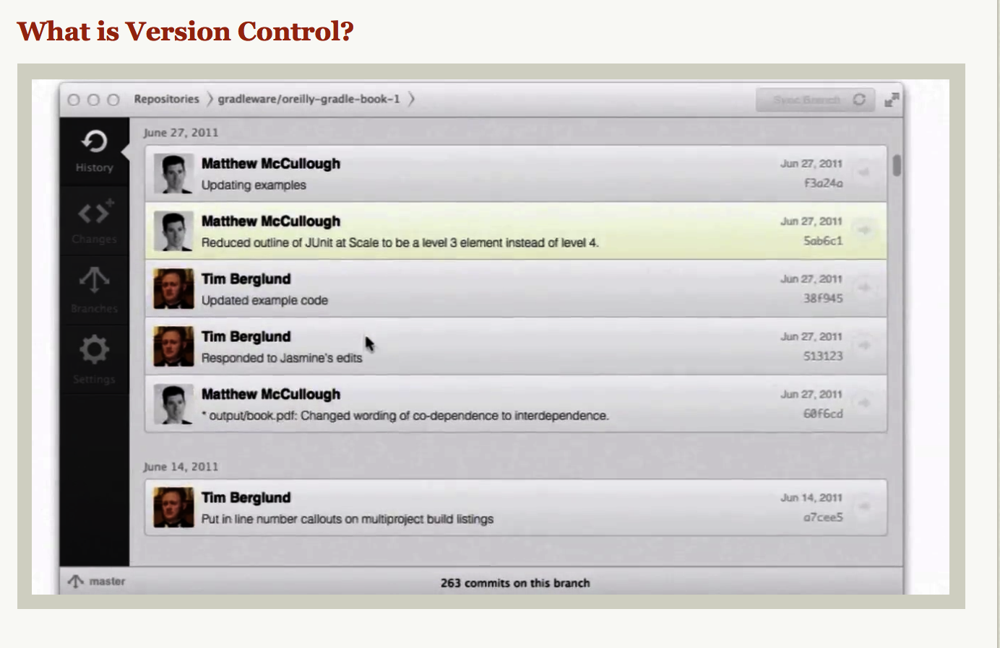 What is Version Control?
Repositories gradleware/oreilly-gradle-book-1 Sync Branch
June 27, 2011
History
Matthew McCullough Jun 27, 2011
Updating examples f3a24a
Matthew McCullough Jun 27, 2011
Reduced outline of JUnit at Scale to be a level 3 element instead of level 4. 5ab6c1
Changes
Tim Berglund Jun 27, 2011
Updated example code 38f945
Branches
Tim Berglund Jun 27, 2011
Responded to Jasmine's edits 513123
Settings
Matthew McCullough Jun 27, 2011
* output/book.pdf: Changed wording of co-dependence to interdependence. 60f6cd
June 14, 2011
Tim Berglund Jun 14, 2011
Put in line number callouts on multiproject build listings a7cee5
master 263 commits on this branch